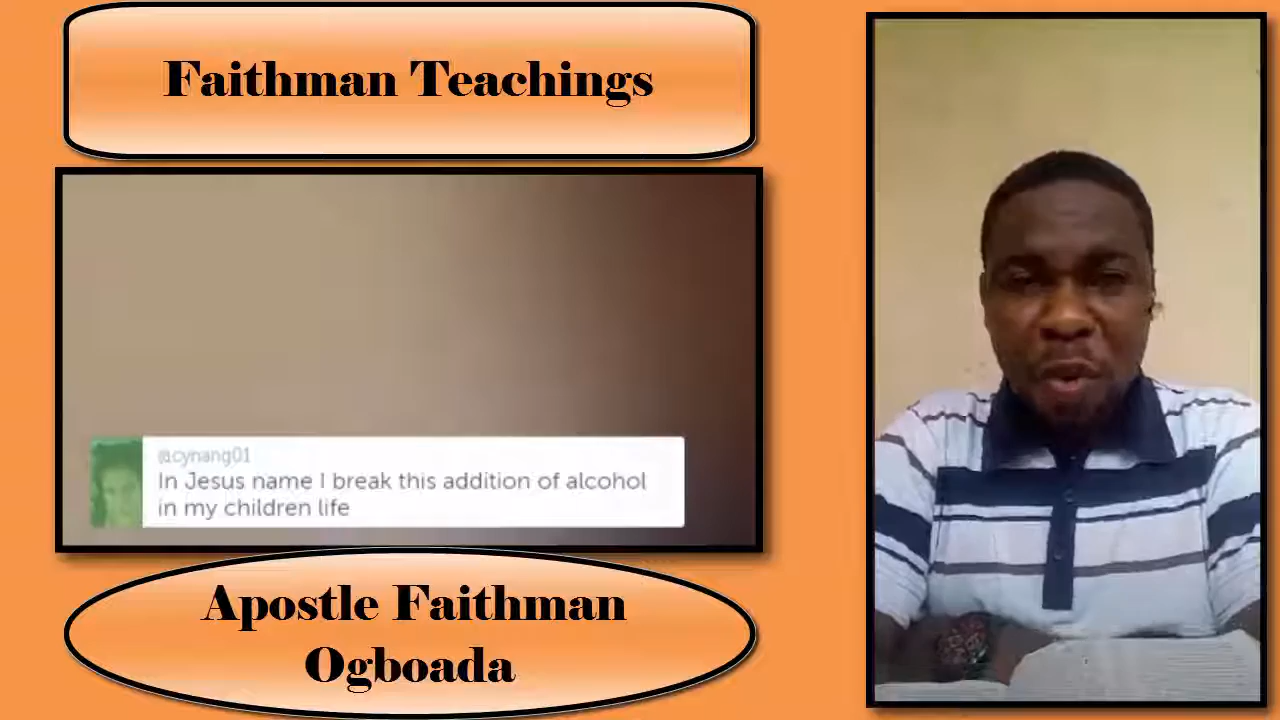 Faithman Teachings
@cynang01
In Jesus name I break this addition of alcohol
in my children life
Apostle Faithman
Ogboada